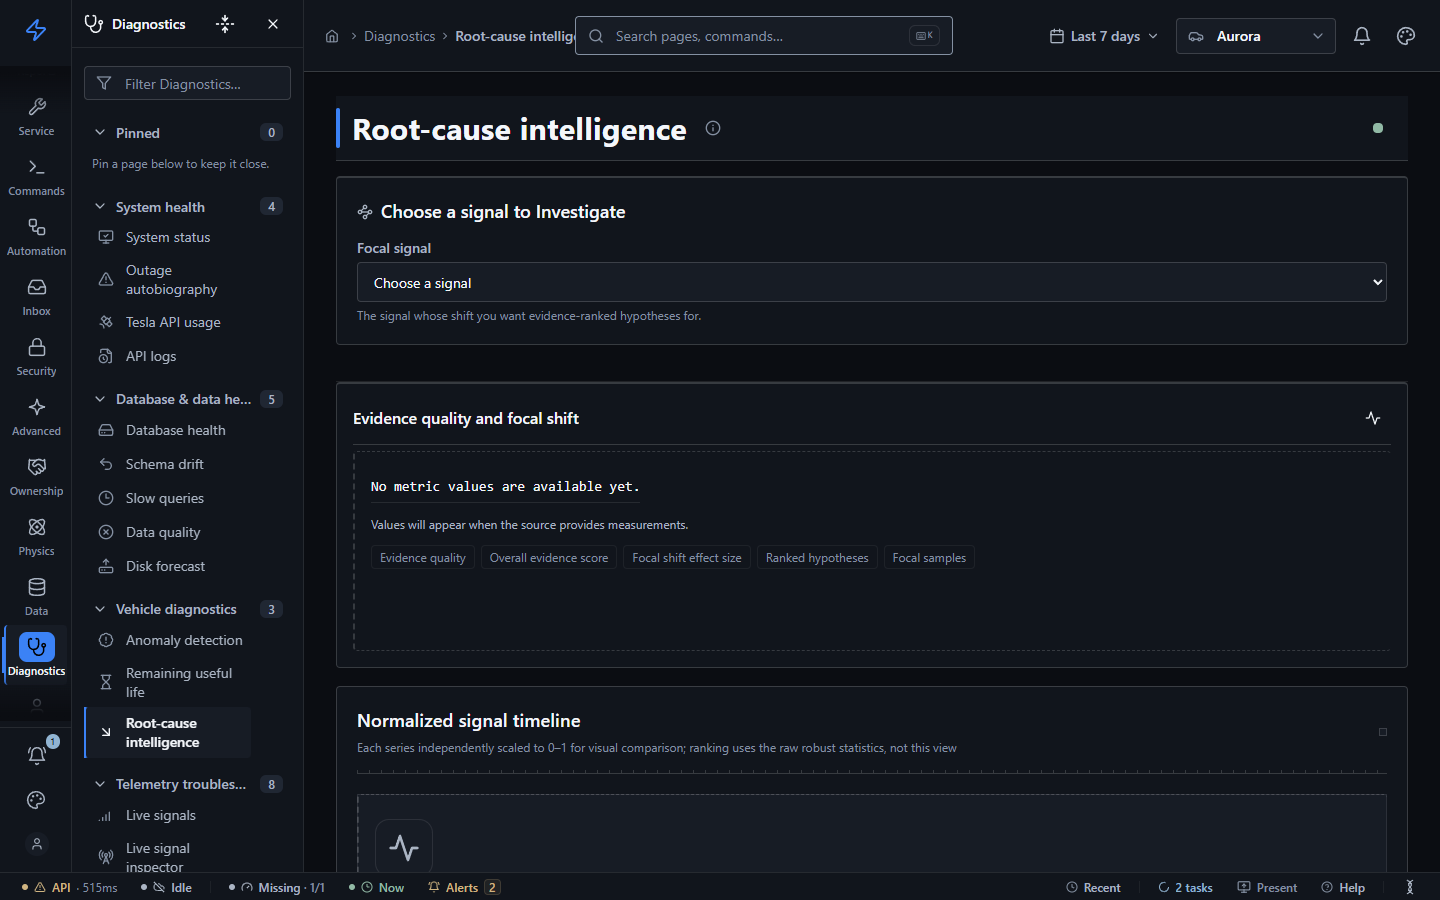 Diagnostics
Filter Diagnostics...
Pinned 0
Pin a page below to keep it close.
System health 4
System status
Outage
autobiography
Tesla API usage
API logs
Database & data he... 5
Database health
Schema drift
Slow queries
Data quality
Disk forecast
Vehicle diagnostics 3
Anomaly detection
Remaining useful
life
Root-cause
intelligence
Telemetry troubles... 8
Live signals
Live signal
inspector
Service
Commands
Automation
Inbox
Security
Advanced
Ownership
Physics
Data
Diagnostics
1
Diagnostics Root-cause intellig
Search pages, commands... K
Last 7 days
Aurora
Root-cause intelligence
Choose a signal to Investigate
Focal signal
Choose a signal
The signal whose shift you want evidence-ranked hypotheses for.
Evidence quality and focal shift
No metric values are available yet.
Values will appear when the source provides measurements.
Evidence quality Overall evidence score Focal shift effect size Ranked hypotheses Focal samples
Normalized signal timeline
Each series independently scaled to 0–1 for visual comparison; ranking uses the raw robust statistics, not this view
API · 515ms Idle Missing · 1/1 Now Alerts 2 Recent 2 tasks Present Help